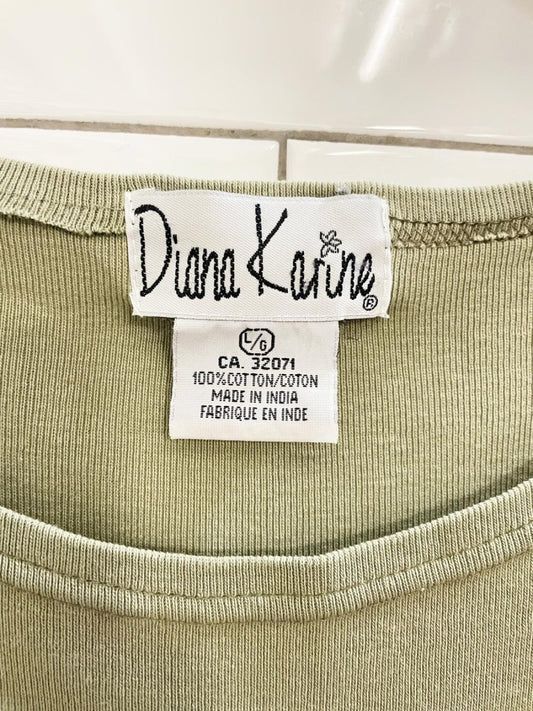 Diana Karine®
L/G
CA. 32071
100%COTTON/COTON
MADE IN INDIA
FABRIQUE EN INDE